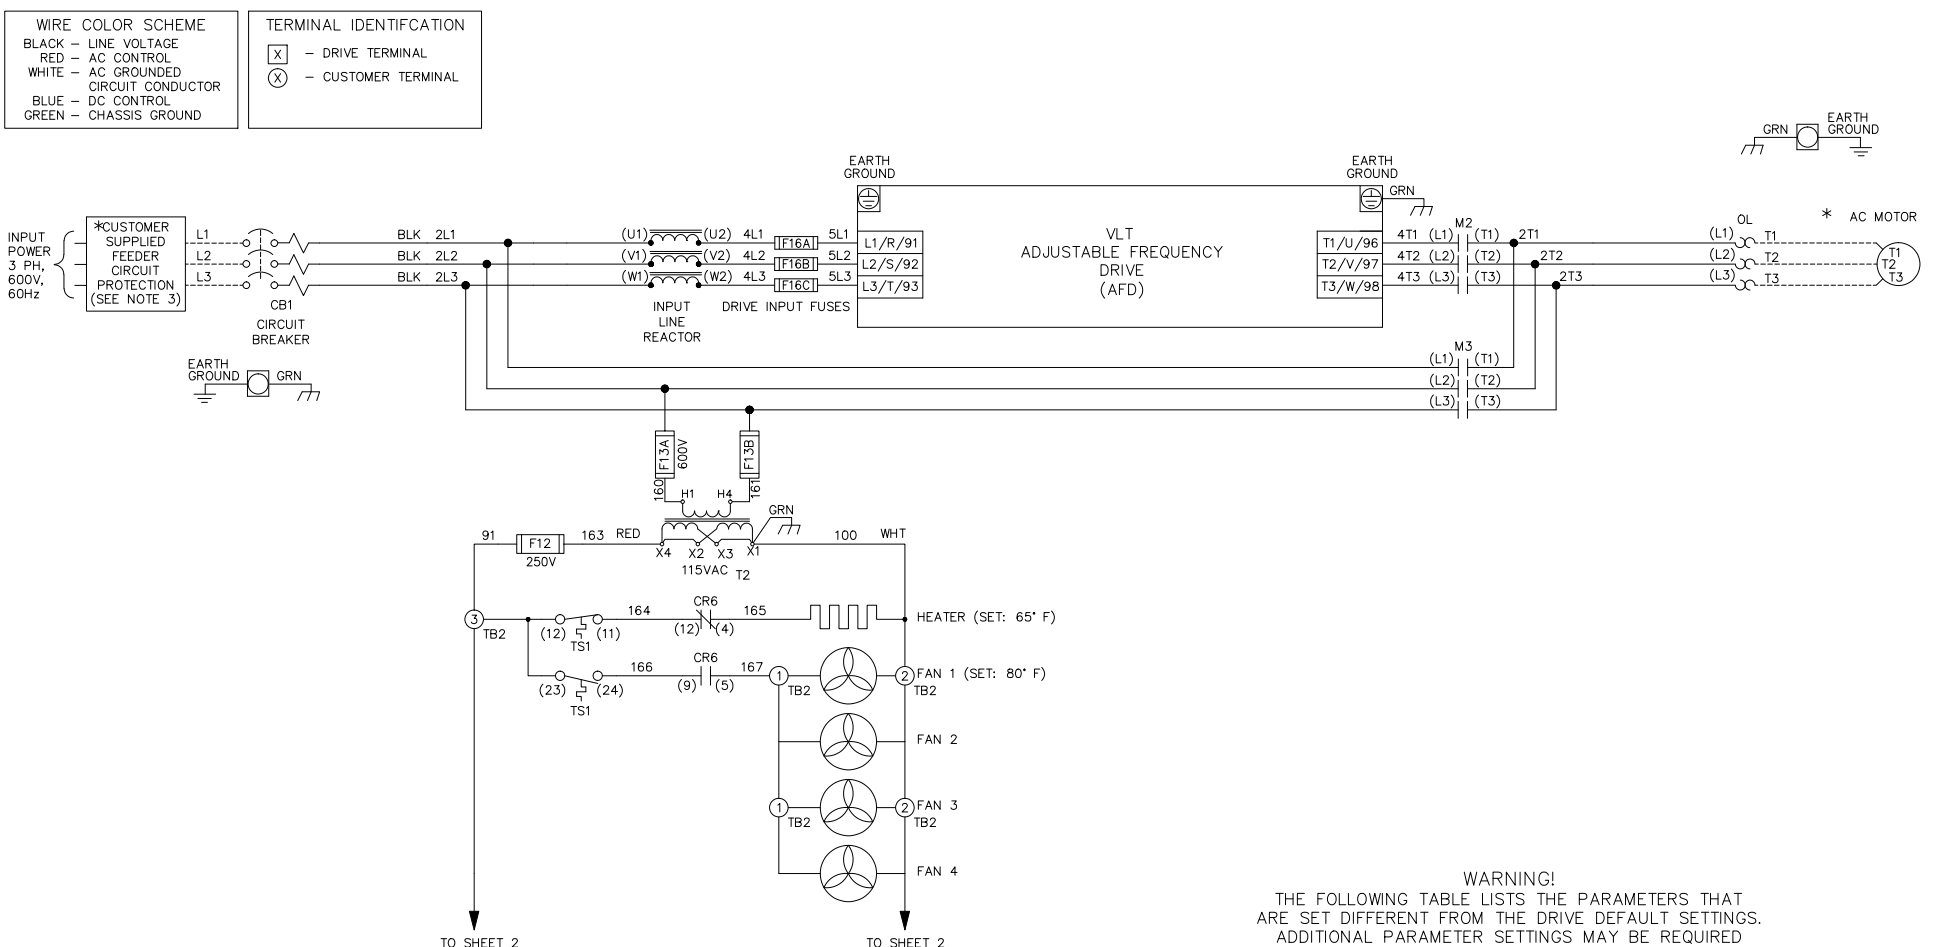 WIRE COLOR SCHEME
BLACK – LINE VOLTAGE
RED – AC CONTROL
WHITE – AC GROUNDED
CIRCUIT CONDUCTOR
BLUE – DC CONTROL
GREEN – CHASSIS GROUND
TERMINAL IDENTIFCATION
X – DRIVE TERMINAL
X – CUSTOMER TERMINAL
GRN
EARTH
GROUND
INPUT
POWER
3 PH,
600V,
60Hz
*CUSTOMER
SUPPLIED
FEEDER
CIRCUIT
PROTECTION
(SEE NOTE 3)
L1
L2
L3
CB1
CIRCUIT
BREAKER
EARTH
GROUND
GRN
BLK 2L1
BLK 2L2
BLK 2L3
(U1) (U2) 4L1 F16A 5L1
(V1) (V2) 4L2 F16B 5L2
(W1) (W2) 4L3 F16C 5L3
INPUT
LINE
REACTOR
DRIVE INPUT FUSES
EARTH
GROUND
L1/R/91
L2/S/92
L3/T/93
VLT
ADJUSTABLE FREQUENCY
DRIVE
(AFD)
EARTH
GROUND
GRN
T1/U/96
T2/V/97
T3/W/98
M2
4T1 (L1) (T1) 2T1
4T2 (L2) (T2) 2T2
4T3 (L3) (T3) 2T3
OL
(L1) T1
(L2) T2
(L3) T3
* AC MOTOR
T1
T2
T3
M3
(L1) (T1)
(L2) (T2)
(L3) (T3)
F13A
600V
F13B
160
161
H1 H4
GRN
91 F12 163 RED
250V
X4 X2 X3 X1
115VAC T2
100 WHT
3
TB2
(12) (11)
TS1
164
CR6
(12) (4)
165
HEATER (SET: 65° F)
(23) (24)
TS1
166
CR6
(9) (5)
167
1
TB2
2
TB2
FAN 1 (SET: 80° F)
FAN 2
1
TB2
2
TB2
FAN 3
FAN 4
TO SHEET 2
TO SHEET 2
WARNING!
THE FOLLOWING TABLE LISTS THE PARAMETERS THAT
ARE SET DIFFERENT FROM THE DRIVE DEFAULT SETTINGS.
ADDITIONAL PARAMETER SETTINGS MAY BE REQUIRED